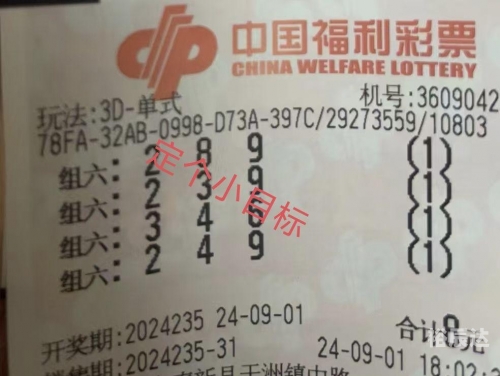 中国福利彩票
CHINA WELFARE LOTTERY
玩法:3D-单式 机号:3609042
78FA-32AB-0998-D73A-397C/29273559/10803
组六: 2 8 9 (1)
组六: 2 3 9 (1)
组六: 3 4 6 (1)
组六: 2 4 9 (1)
定个小目标
开奖期:2024235 24-09-01 合计8元
2024235-31 24-09-01 18:02: